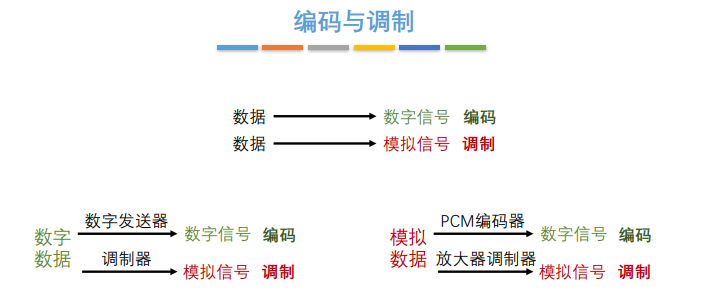 编码与调制
数据 数字信号 编码
数据 模拟信号 调制
数字发送器
数字数据 数字信号 编码
调制器
模拟信号 调制
PCM编码器
模拟数据 数字信号 编码
放大器调制器
模拟信号 调制